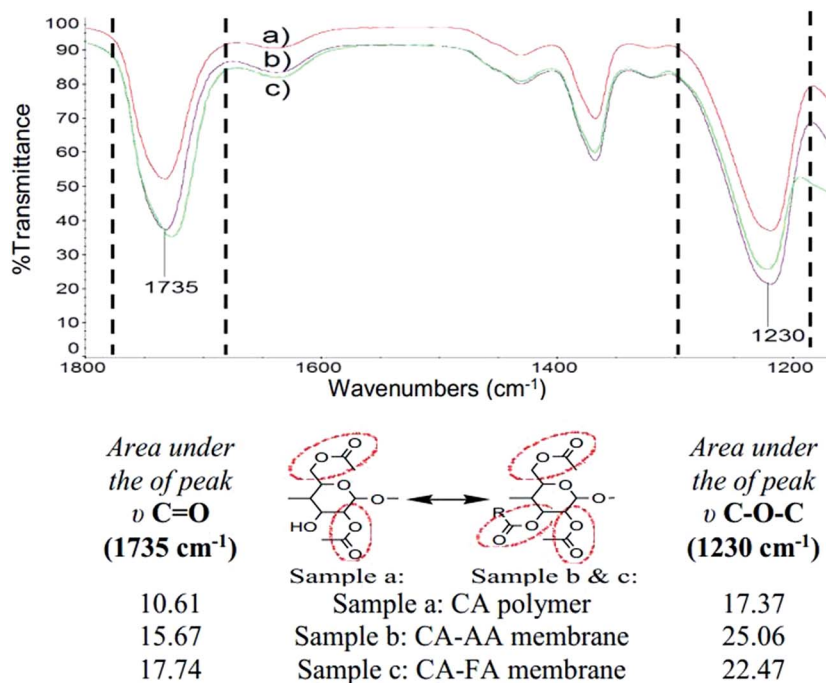 100
90
80
70
60
50
40
30
20
10
0
%Transmittance
a)
b)
c)
1735
1230
1800
1600
1400
1200
Wavenumbers (cm⁻¹)
Area under
the of peak
υ C=O
(1735 cm⁻¹)
O
O
O
O
HO
O
O
Sample a:
O
O
O
O
R
O
O
O
O
Sample b & c:
Area under
the of peak
υ C-O-C
(1230 cm⁻¹)
10.61 Sample a: CA polymer 17.37
15.67 Sample b: CA-AA membrane 25.06
17.74 Sample c: CA-FA membrane 22.47